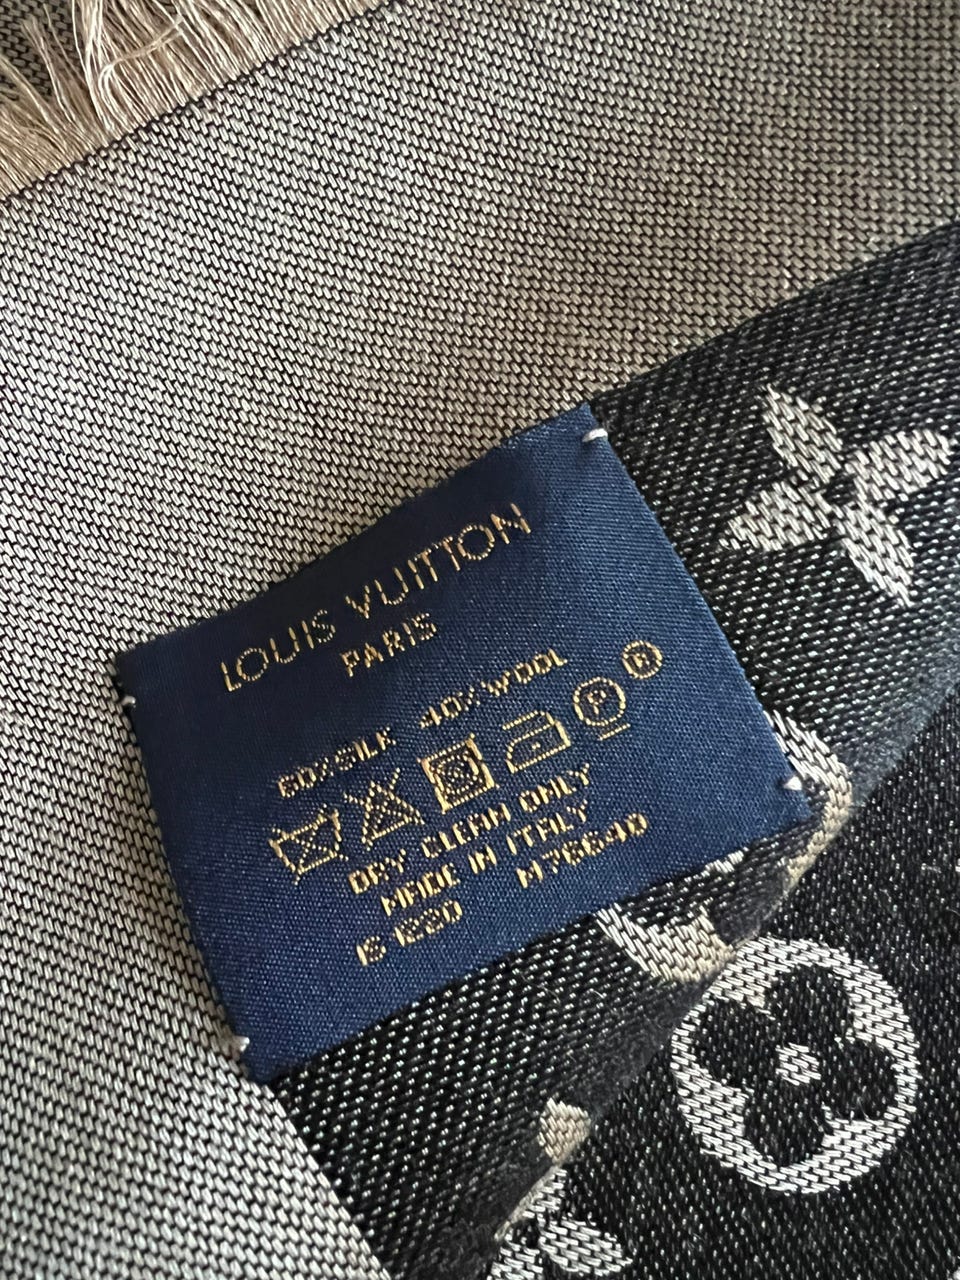 LOUIS VUITTON
PARIS
60%SILK 40%WOOL
P
DRY CLEAN ONLY
MADE IN ITALY
M76640